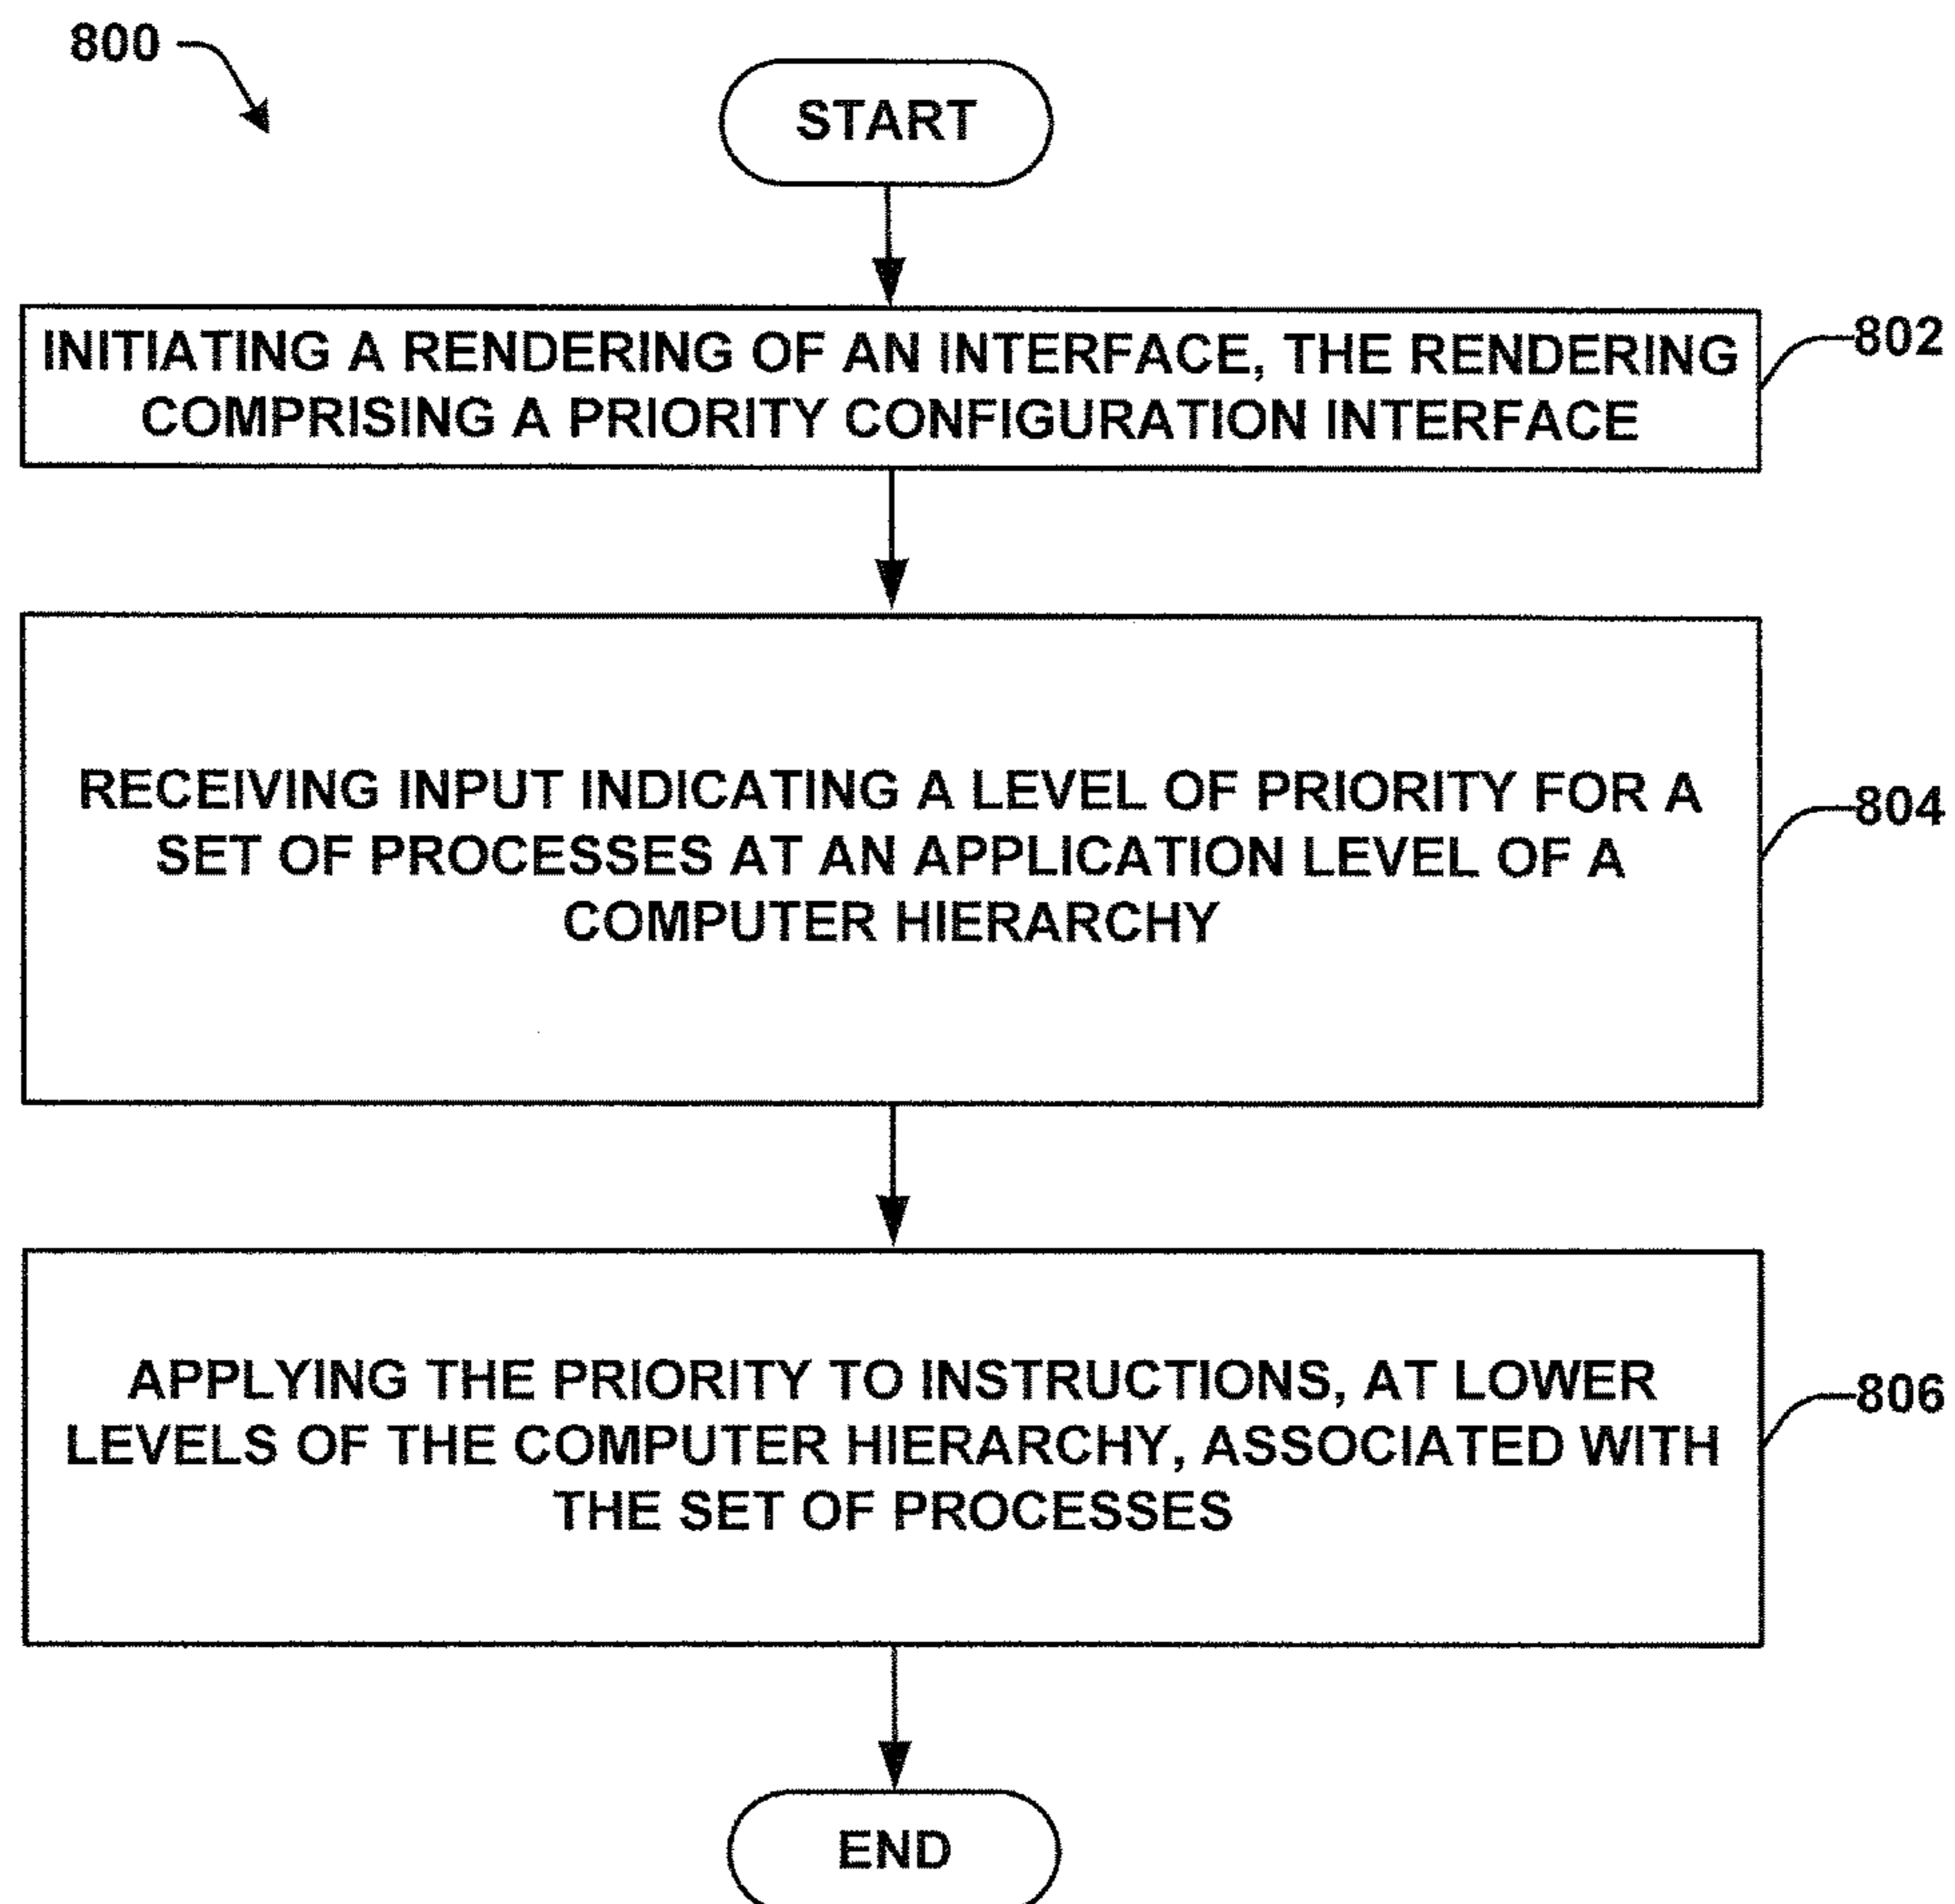 800
START
INITIATING A RENDERING OF AN INTERFACE, THE RENDERING
COMPRISING A PRIORITY CONFIGURATION INTERFACE
802
RECEIVING INPUT INDICATING A LEVEL OF PRIORITY FOR A
SET OF PROCESSES AT AN APPLICATION LEVEL OF A
COMPUTER HIERARCHY
804
APPLYING THE PRIORITY TO INSTRUCTIONS, AT LOWER
LEVELS OF THE COMPUTER HIERARCHY, ASSOCIATED WITH
THE SET OF PROCESSES
806
END